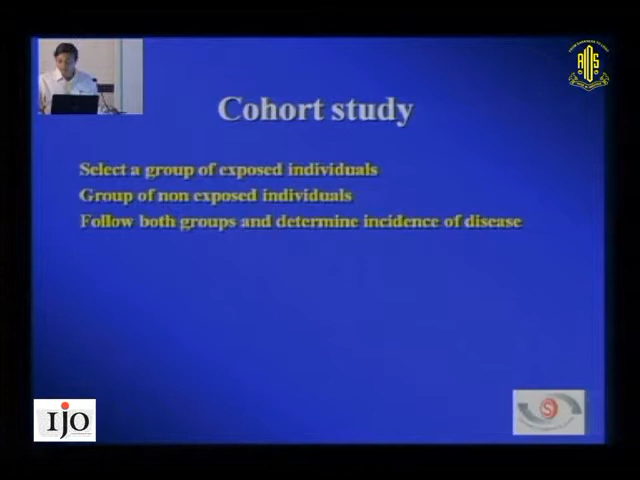 Cohort study
Select a group of exposed individuals
Group of non exposed individuals
Follow both groups and determine incidence of disease
IJO
S